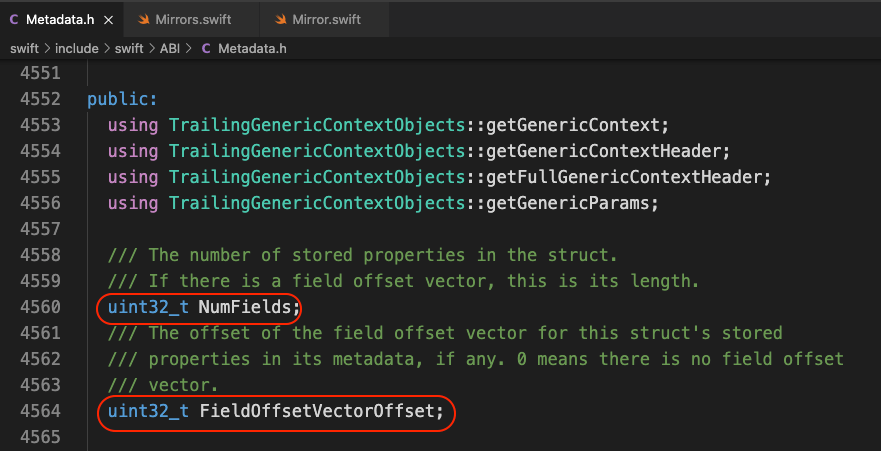 Metadata.h × Mirrors.swift Mirror.swift
swift > include > swift > ABI > C Metadata.h
4551
4552 public:
4553 using TrailingGenericContextObjects::getGenericContext;
4554 using TrailingGenericContextObjects::getGenericContextHeader;
4555 using TrailingGenericContextObjects::getFullGenericContextHeader;
4556 using TrailingGenericContextObjects::getGenericParams;
4557
4558 /// The number of stored properties in the struct.
4559 /// If there is a field offset vector, this is its length.
4560 uint32_t NumFields;
4561 /// The offset of the field offset vector for this struct's stored
4562 /// properties in its metadata, if any. 0 means there is no field offset
4563 /// vector.
4564 uint32_t FieldOffsetVectorOffset;
4565